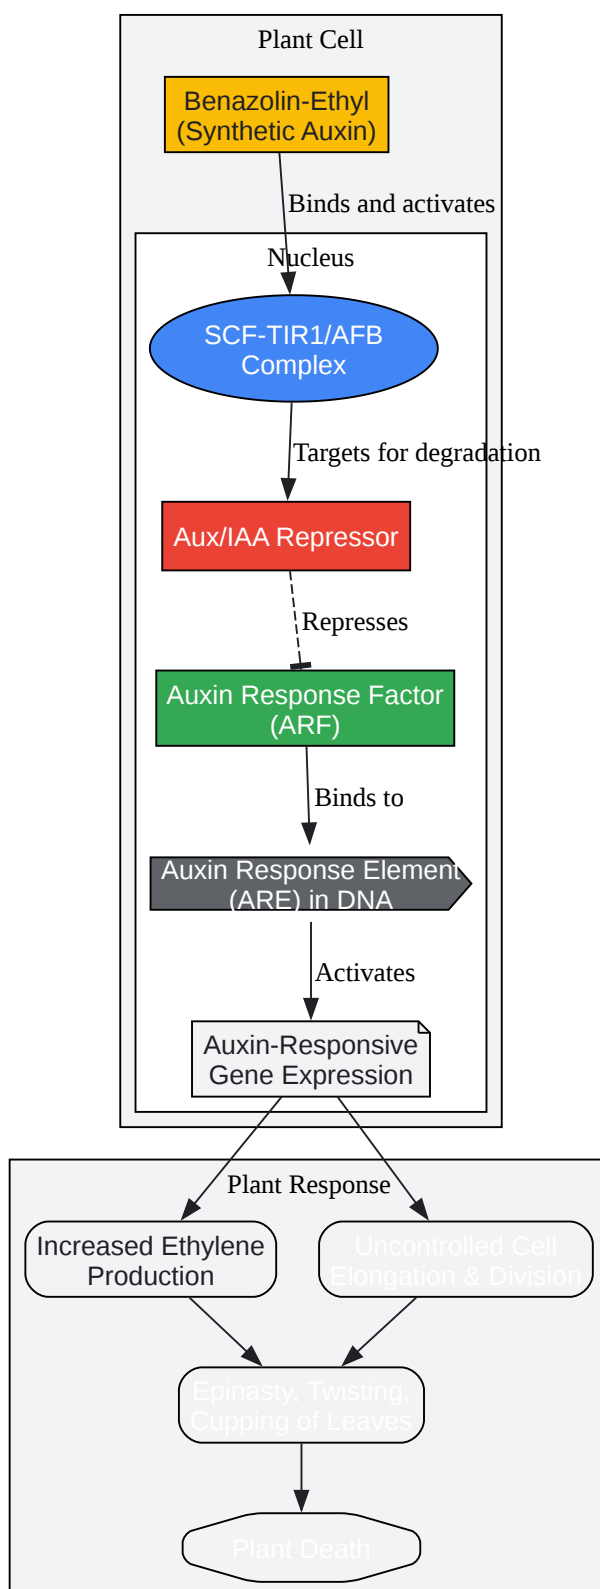 Plant Cell
Benazolin-Ethyl
(Synthetic Auxin)
Binds and activates
Nucleus
SCF-TIR1/AFB
Complex
Targets for degradation
Aux/IAA Repressor
Represses
Auxin Response Factor
(ARF)
Binds to
Auxin Response Element
(ARE) in DNA
Activates
Auxin-Responsive
Gene Expression
Plant Response
Increased Ethylene
Production
Uncontrolled Cell
Elongation & Division
Epinasty, Twisting,
Cupping of Leaves
Plant Death